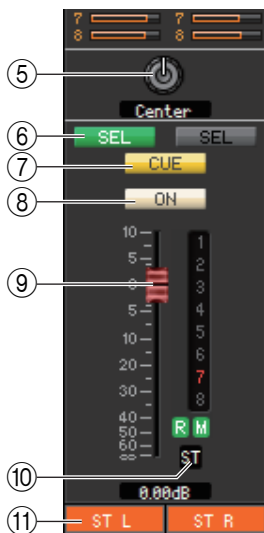 7 7
8 8
⑤
Center
⑥ SEL SEL
⑦ CUE
⑧ ON
10
5
⑨ 0
5
10
20
30
40
50
60
∞
1
2
3
4
5
6
7
8
R M
⑩ ST
0.00dB
⑪ ST L ST R